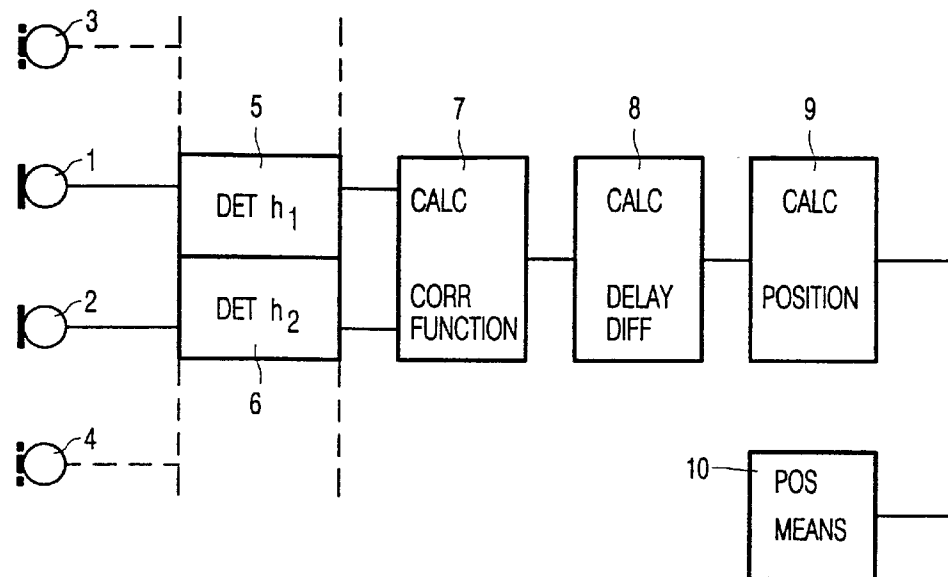 3
5
7
8
9
1
DET h1
CALC
CALC
CALC
CORR
FUNCTION
DELAY
DIFF
POSITION
2
DET h2
6
4
10
POS
MEANS